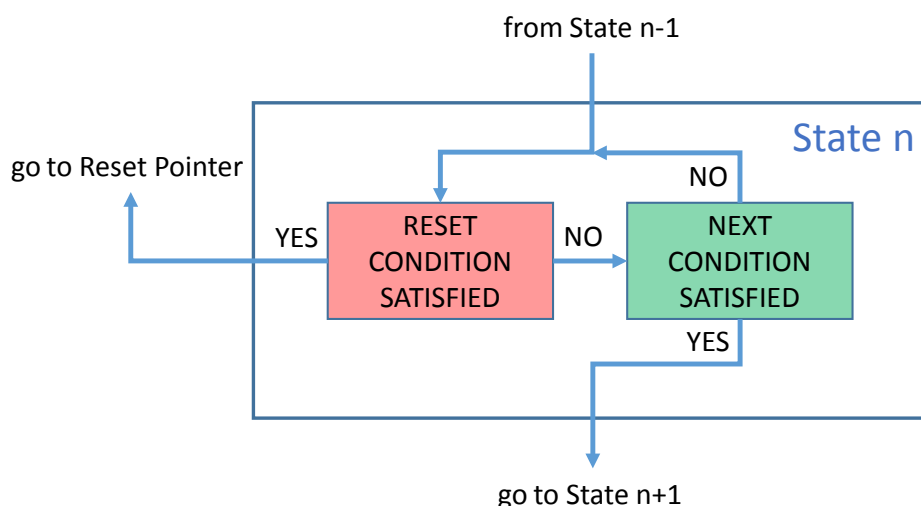 from State n-1
State n
go to Reset Pointer
NO
YES
RESET
CONDITION
SATISFIED
NO
NEXT
CONDITION
SATISFIED
YES
go to State n+1